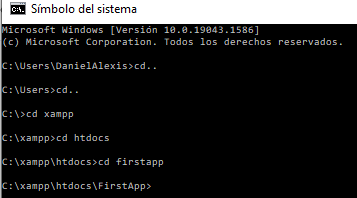 Símbolo del sistema
Microsoft Windows [Versión 10.0.19043.1586]
(c) Microsoft Corporation. Todos los derechos reservados.
C:\Users\DanielAlexis>cd..
C:\Users>cd..
C:\>cd xampp
C:\xampp>cd htdocs
C:\xampp\htdocs>cd firstapp
C:\xampp\htdocs\FirstApp>